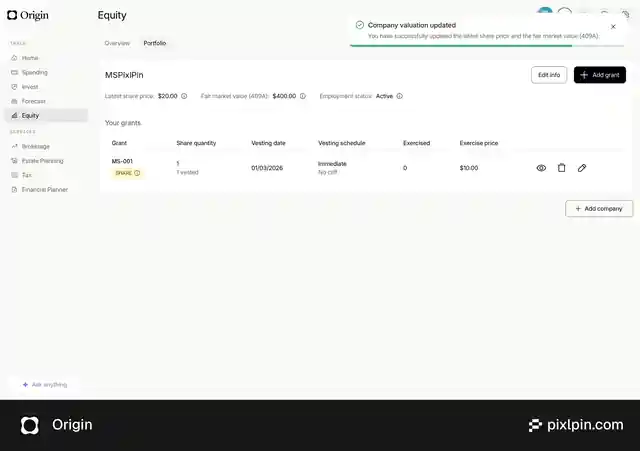 Origin
Equity
Company valuation updated
You have successfully updated the latest share price and the fair market value (409A).
TOOLS
Home
Spending
Invest
Forecast
Equity
SERVICES
Brokerage
Estate Planning
Tax
Financial Planner
Overview Portfolio
MSPixlPin
Edit info
+ Add grant
Latest share price: $20.00 Fair market value (409A): $400.00 Employment status: Active
Your grants
Grant Share quantity Vesting date Vesting schedule Exercised Exercise price
MS-001 1 01/03/2026 Immediate 0 $10.00
1 vested No cliff
+ Add company
Ask anything
Origin
pixlpin.com